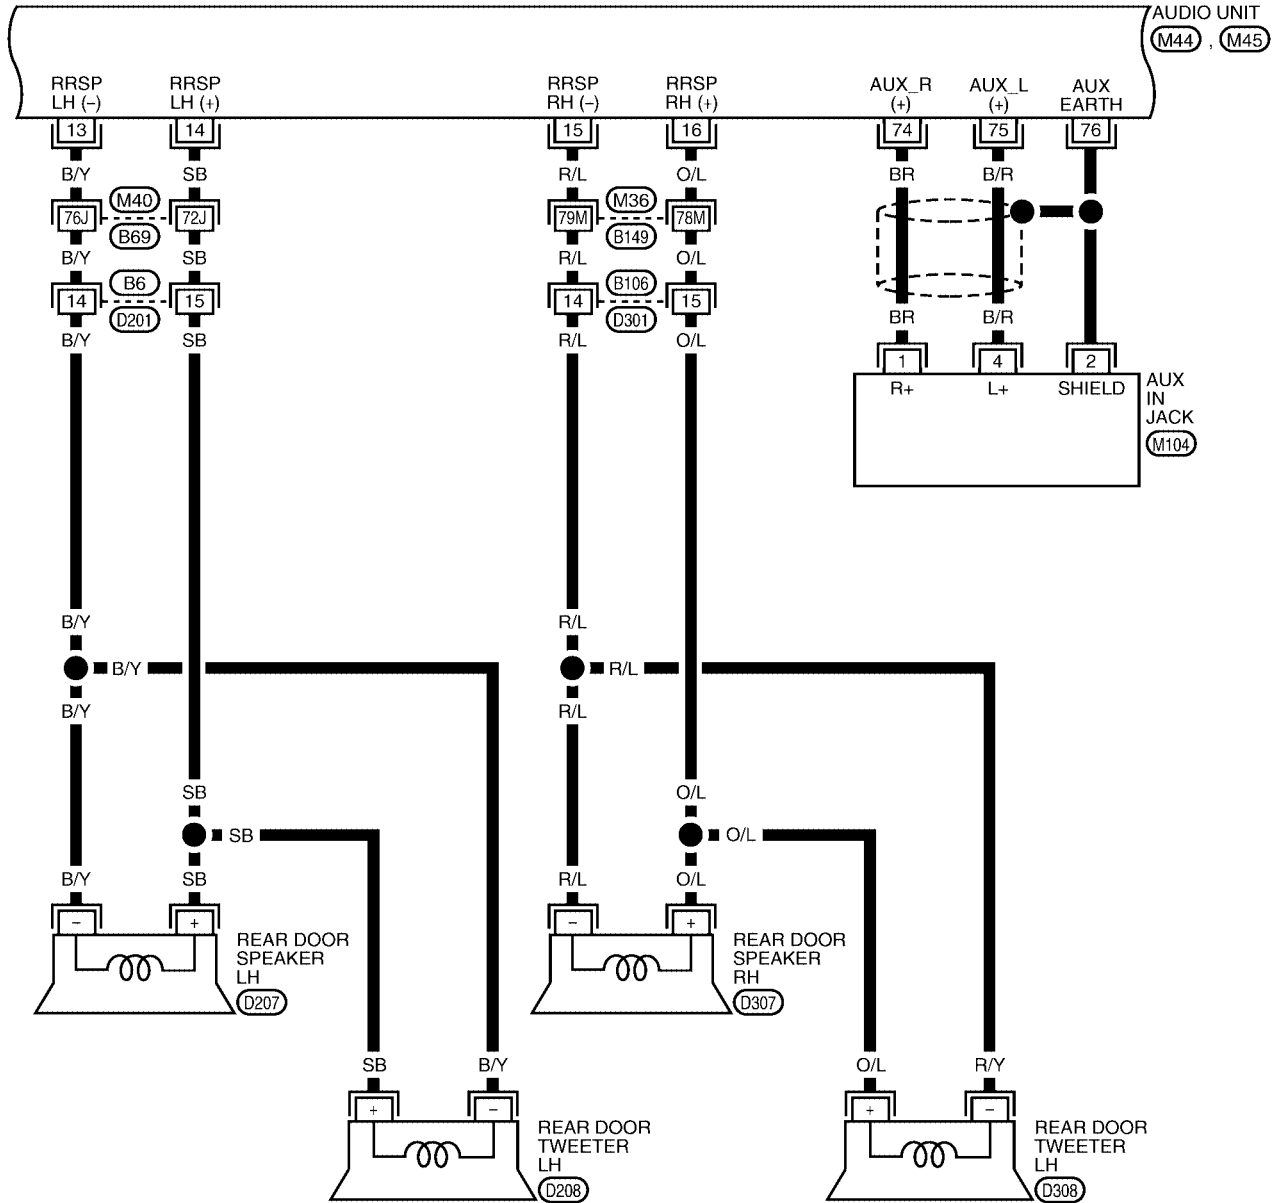 AUDIO UNIT
M44 , M45
RRSP
LH (–)
RRSP
LH (+)
RRSP
RH (–)
RRSP
RH (+)
AUX_R
(+)
AUX_L
(+)
AUX
EARTH
13
14
15
16
74
75
76
B/Y
SB
R/L
O/L
BR
B/R
76J
M40
B69
72J
79M
M36
B149
78M
B/Y
SB
R/L
O/L
14
B6
D201
15
14
B106
D301
15
BR
B/R
B/Y
SB
R/L
O/L
1
4
2
R+
L+
SHIELD
AUX
IN
JACK
M104
B/Y
R/L
B/Y
R/L
B/Y
R/L
SB
O/L
SB
O/L
B/Y
SB
R/L
O/L
–
+
–
+
REAR DOOR
SPEAKER
LH
D207
REAR DOOR
SPEAKER
RH
D307
SB
B/Y
O/L
R/Y
+
–
+
–
REAR DOOR
TWEETER
LH
D208
REAR DOOR
TWEETER
LH
D308